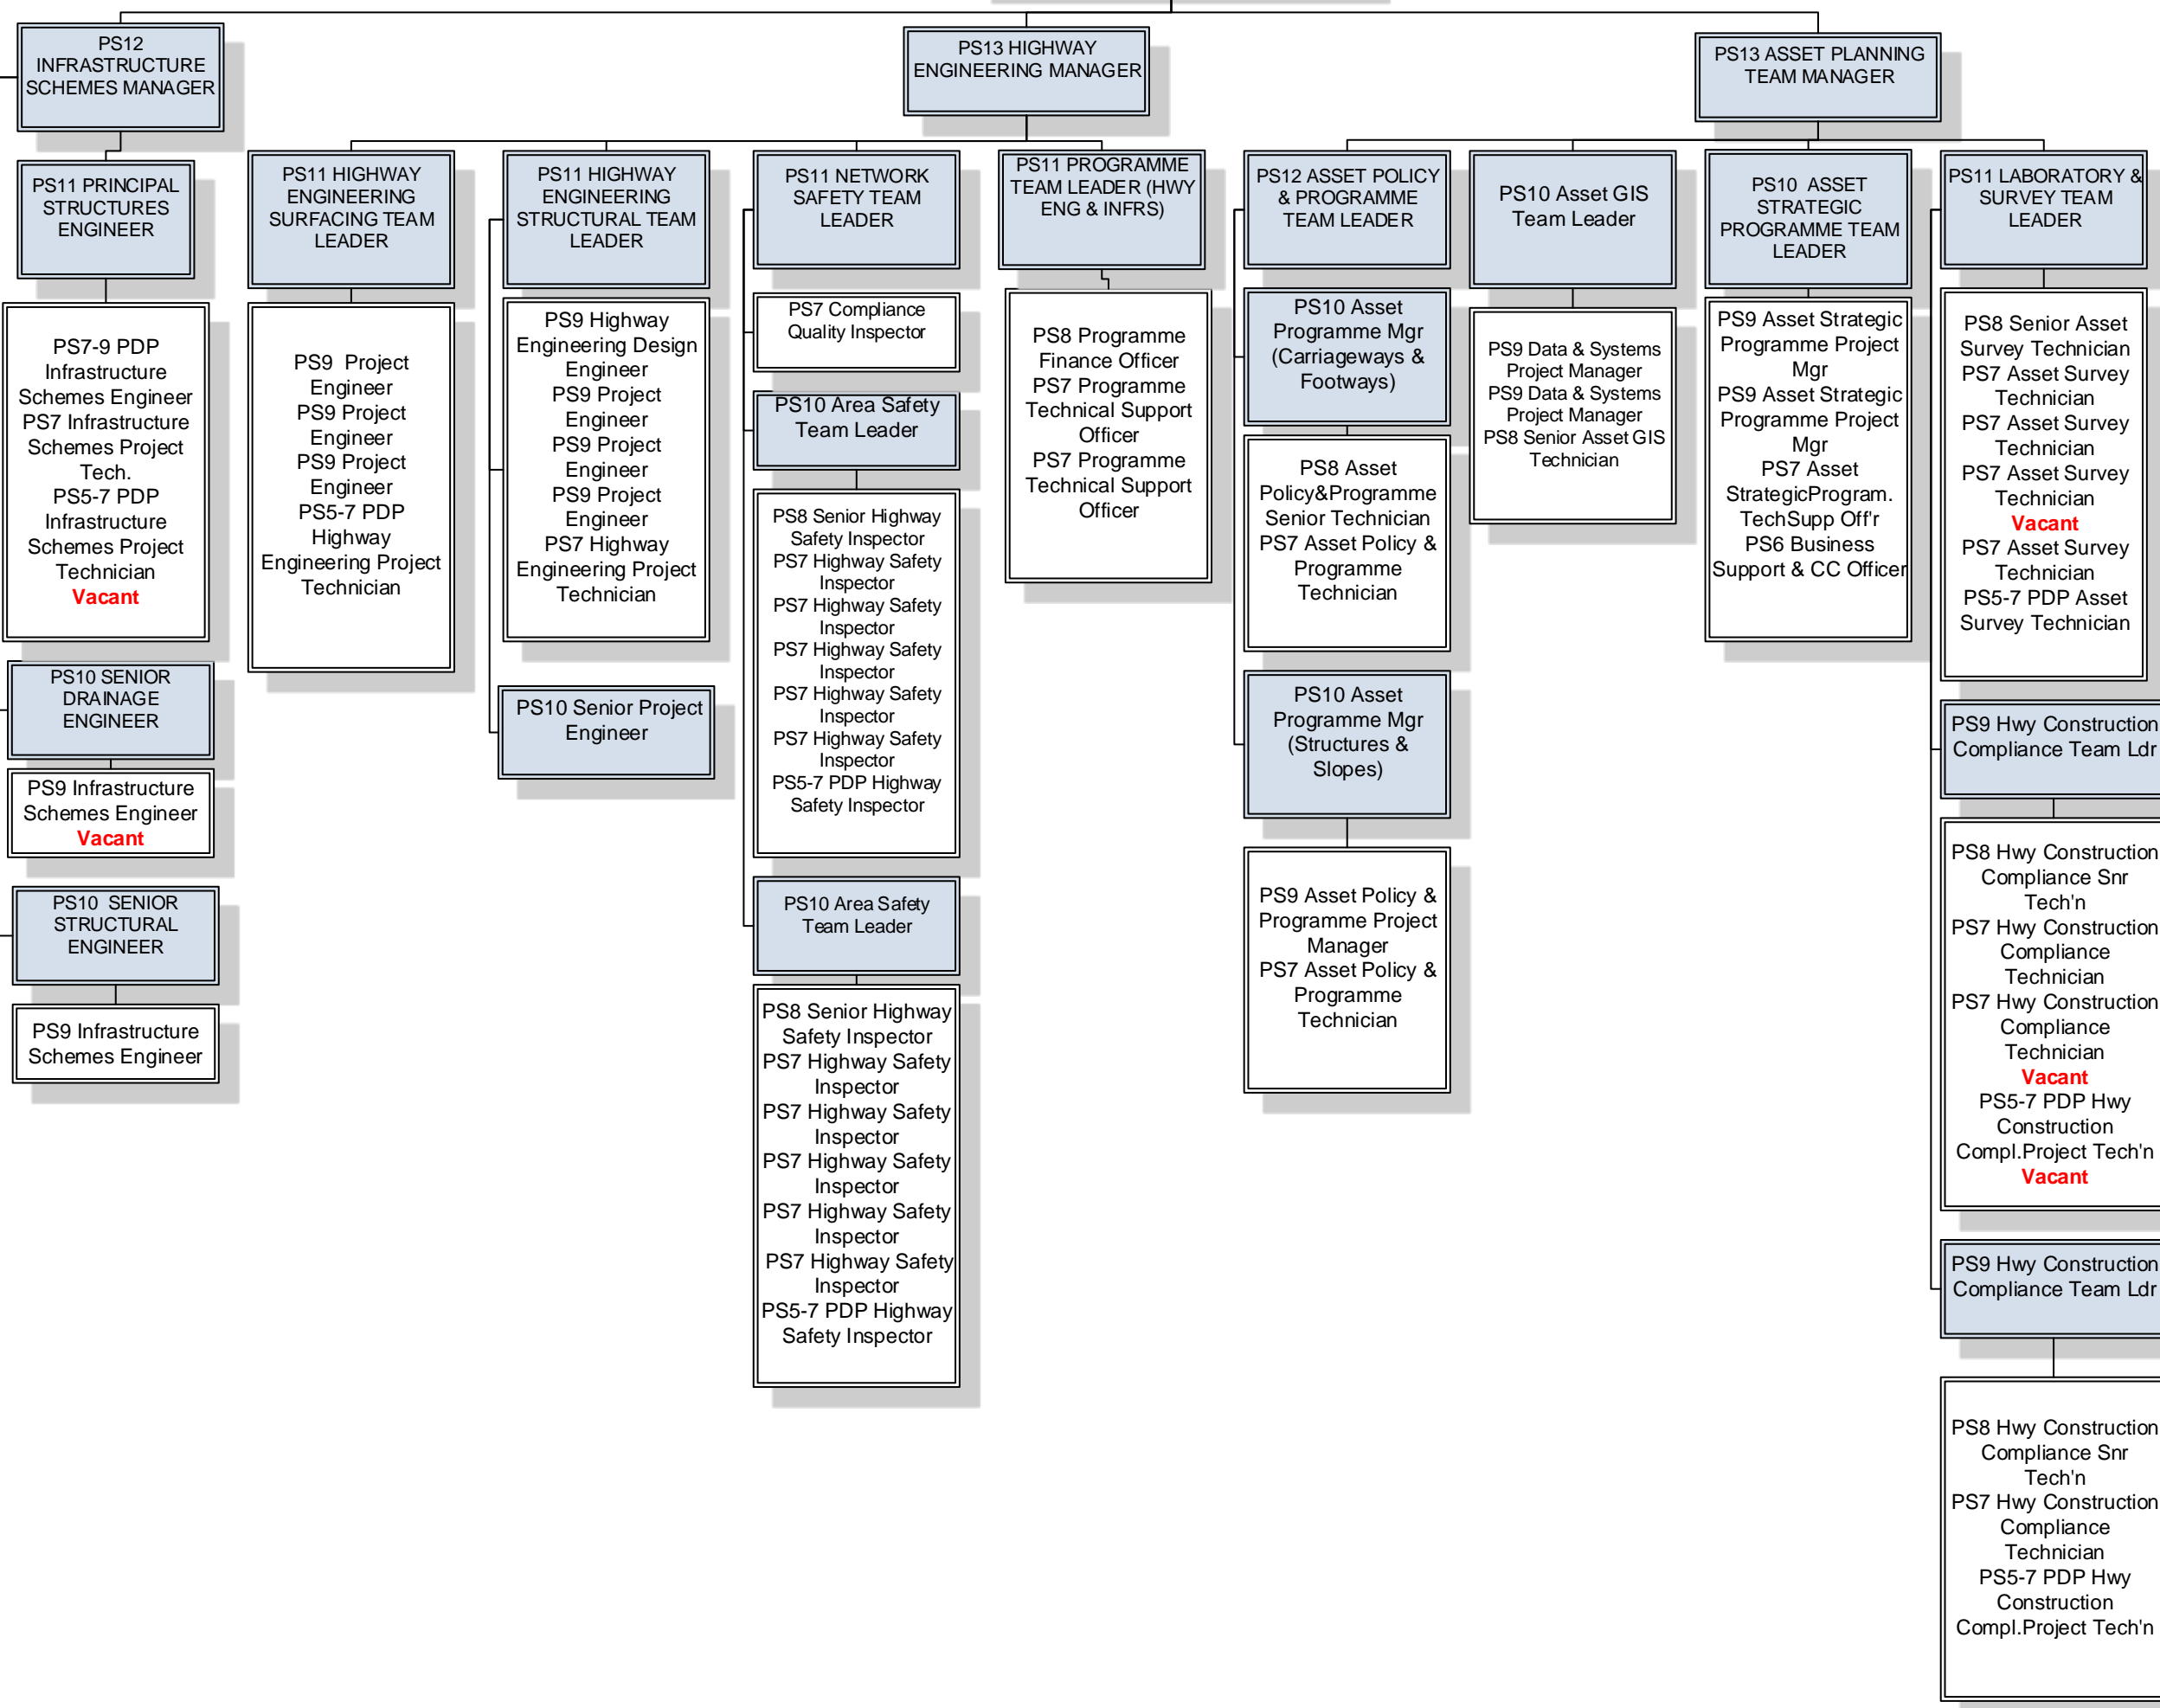 PS12
INFRASTRUCTURE
SCHEMES MANAGER
PS13 HIGHWAY
ENGINEERING MANAGER
PS13 ASSET PLANNING
TEAM MANAGER
PS11 PRINCIPAL
STRUCTURES
ENGINEER
PS7-9 PDP
Infrastructure
Schemes Engineer
PS7 Infrastructure
Schemes Project
Tech.
PS5-7 PDP
Infrastructure
Schemes Project
Technician
Vacant
PS10 SENIOR
DRAINAGE
ENGINEER
PS9 Infrastructure
Schemes Engineer
Vacant
PS10 SENIOR
STRUCTURAL
ENGINEER
PS9 Infrastructure
Schemes Engineer
PS11 HIGHWAY
ENGINEERING
SURFACING TEAM
LEADER
PS9 Project
Engineer
PS9 Project
Engineer
PS9 Project
Engineer
PS5-7 PDP
Highway
Engineering Project
Technician
PS11 HIGHWAY
ENGINEERING
STRUCTURAL TEAM
LEADER
PS9 Highway
Engineering Design
Engineer
PS9 Project
Engineer
PS9 Project
Engineer
PS9 Project
Engineer
PS7 Highway
Engineering Project
Technician
PS10 Senior Project
Engineer
PS11 NETWORK
SAFETY TEAM
LEADER
PS7 Compliance
Quality Inspector
PS10 Area Safety
Team Leader
PS8 Senior Highway
Safety Inspector
PS7 Highway Safety
Inspector
PS7 Highway Safety
Inspector
PS7 Highway Safety
Inspector
PS7 Highway Safety
Inspector
PS7 Highway Safety
Inspector
PS5-7 PDP Highway
Safety Inspector
PS10 Area Safety
Team Leader
PS8 Senior Highway
Safety Inspector
PS7 Highway Safety
Inspector
PS7 Highway Safety
Inspector
PS7 Highway Safety
Inspector
PS7 Highway Safety
Inspector
PS7 Highway Safety
Inspector
PS5-7 PDP Highway
Safety Inspector
PS11 PROGRAMME
TEAM LEADER (HWY
ENG & INFRS)
PS8 Programme
Finance Officer
PS7 Programme
Technical Support
Officer
PS7 Programme
Technical Support
Officer
PS12 ASSET POLICY
& PROGRAMME
TEAM LEADER
PS10 Asset
Programme Mgr
(Carriageways &
Footways)
PS8 Asset
Policy&Programme
Senior Technician
PS7 Asset Policy &
Programme
Technician
PS10 Asset
Programme Mgr
(Structures &
Slopes)
PS9 Asset Policy &
Programme Project
Manager
PS7 Asset Policy &
Programme
Technician
PS10 Asset GIS
Team Leader
PS9 Data & Systems
Project Manager
PS9 Data & Systems
Project Manager
PS8 Senior Asset GIS
Technician
PS10 ASSET
STRATEGIC
PROGRAMME TEAM
LEADER
PS9 Asset Strategic
Programme Project
Mgr
PS9 Asset Strategic
Programme Project
Mgr
PS7 Asset
StrategicProgram.
TechSupp Off'r
PS6 Business
Support & CC Officer
PS11 LABORATORY &
SURVEY TEAM
LEADER
PS8 Senior Asset
Survey Technician
PS7 Asset Survey
Technician
PS7 Asset Survey
Technician
PS7 Asset Survey
Technician
Vacant
PS7 Asset Survey
Technician
PS5-7 PDP Asset
Survey Technician
PS9 Hwy Construction
Compliance Team Ldr
PS8 Hwy Construction
Compliance Snr
Tech'n
PS7 Hwy Construction
Compliance
Technician
PS7 Hwy Construction
Compliance
Technician
Vacant
PS5-7 PDP Hwy
Construction
Compl.Project Tech'n
Vacant
PS9 Hwy Construction
Compliance Team Ldr
PS8 Hwy Construction
Compliance Snr
Tech'n
PS7 Hwy Construction
Compliance
Technician
PS5-7 PDP Hwy
Construction
Compl.Project Tech'n